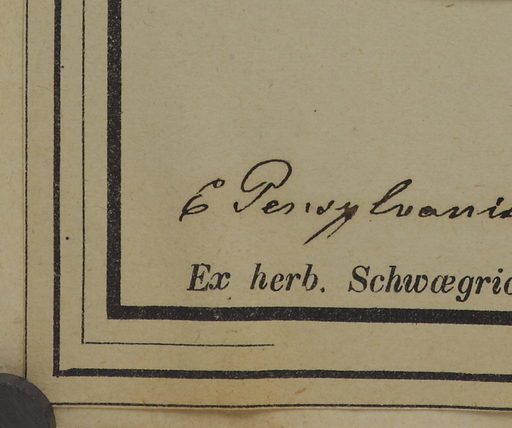 E Pensylvania
Ex herb. Schwægric